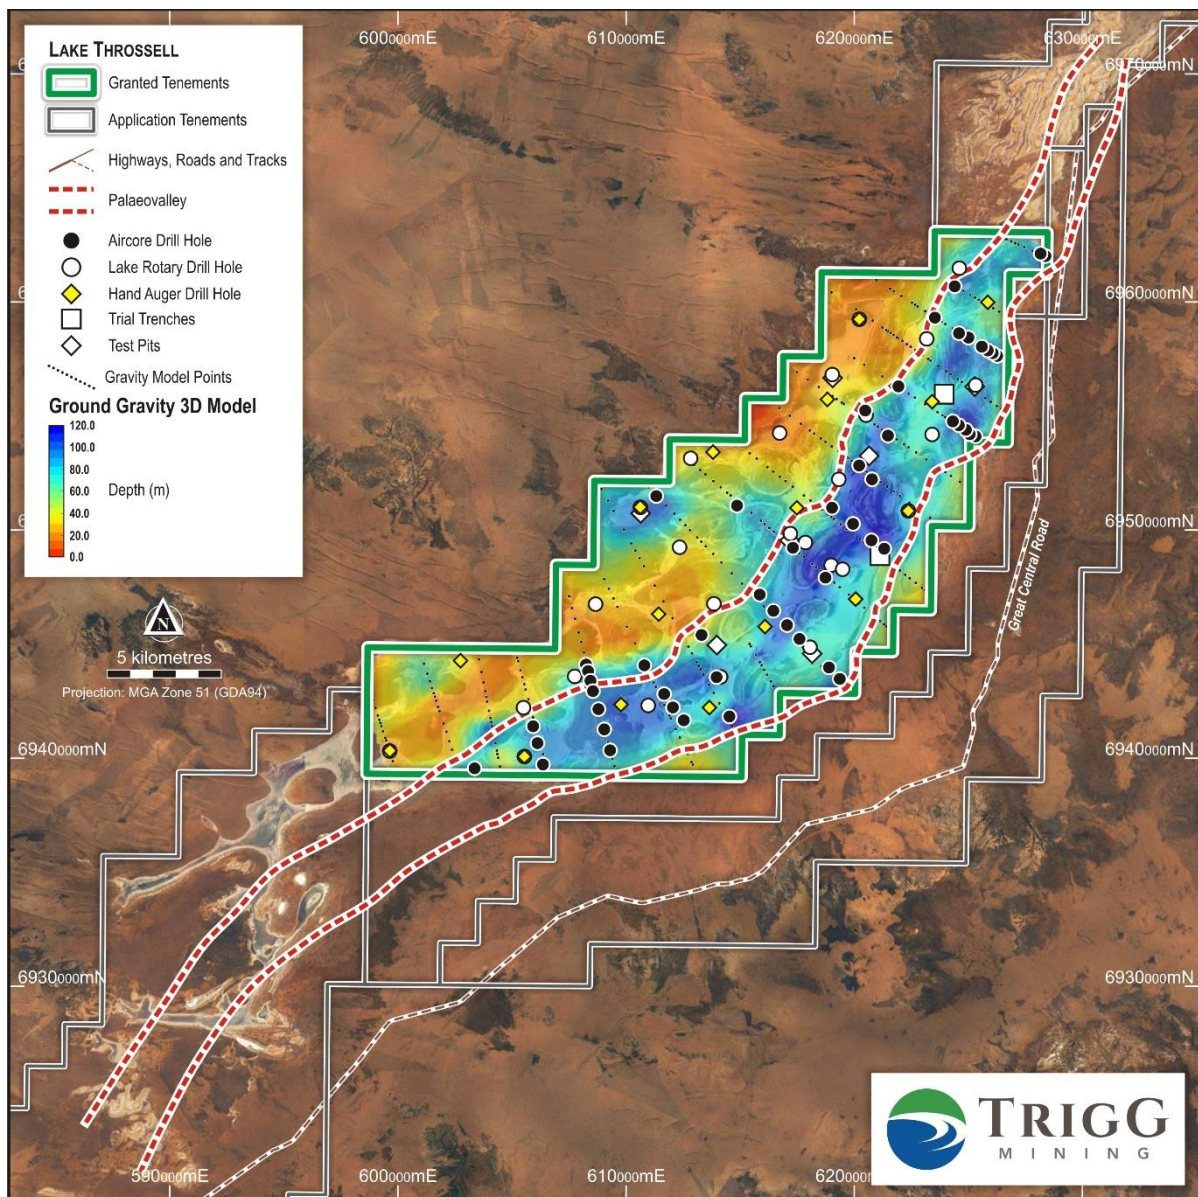 600000mE
610000mE
620000mE
630000mE
6970000mN
LAKE THROSSELL
Granted Tenements
Application Tenements
Highways, Roads and Tracks
Palaeovalley
Aircore Drill Hole
Lake Rotary Drill Hole
Hand Auger Drill Hole
Trial Trenches
Test Pits
Gravity Model Points
Ground Gravity 3D Model
120.0
100.0
80.0
60.0
40.0
20.0
0.0
Depth (m)
6960000mN
6950000mN
Great Central Road
N
5 kilometres
Projection: MGA Zone 51 (GDA94)
6940000mN
6940000mN
6930000mN
6930000mN
590000mE
600000mE
610000mE
TRIGG
MINING